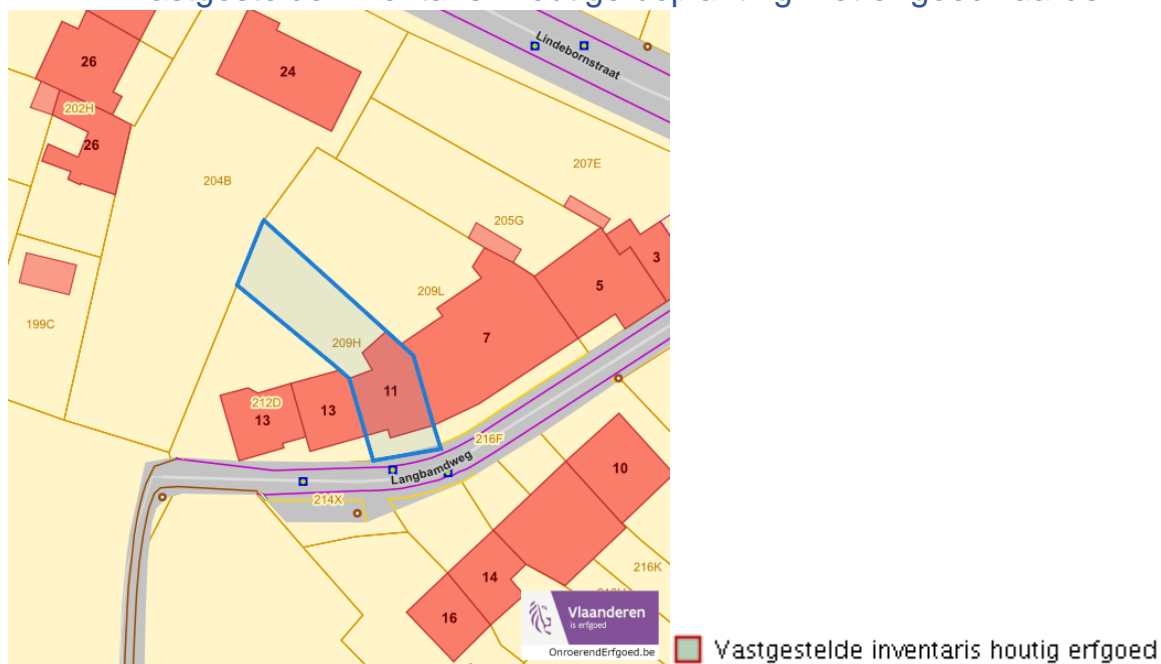 Lindebornstraat
26
24
202H
26
207E
204B
205G
3
5
209L
199C
7
209H
11
212D
13
13
216F
10
Langbamdweg
214X
216K
14
16
Vlaanderen
is erfgoed
OnroerendErfgoed.be
Vastgestelde inventaris houtig erfgoed